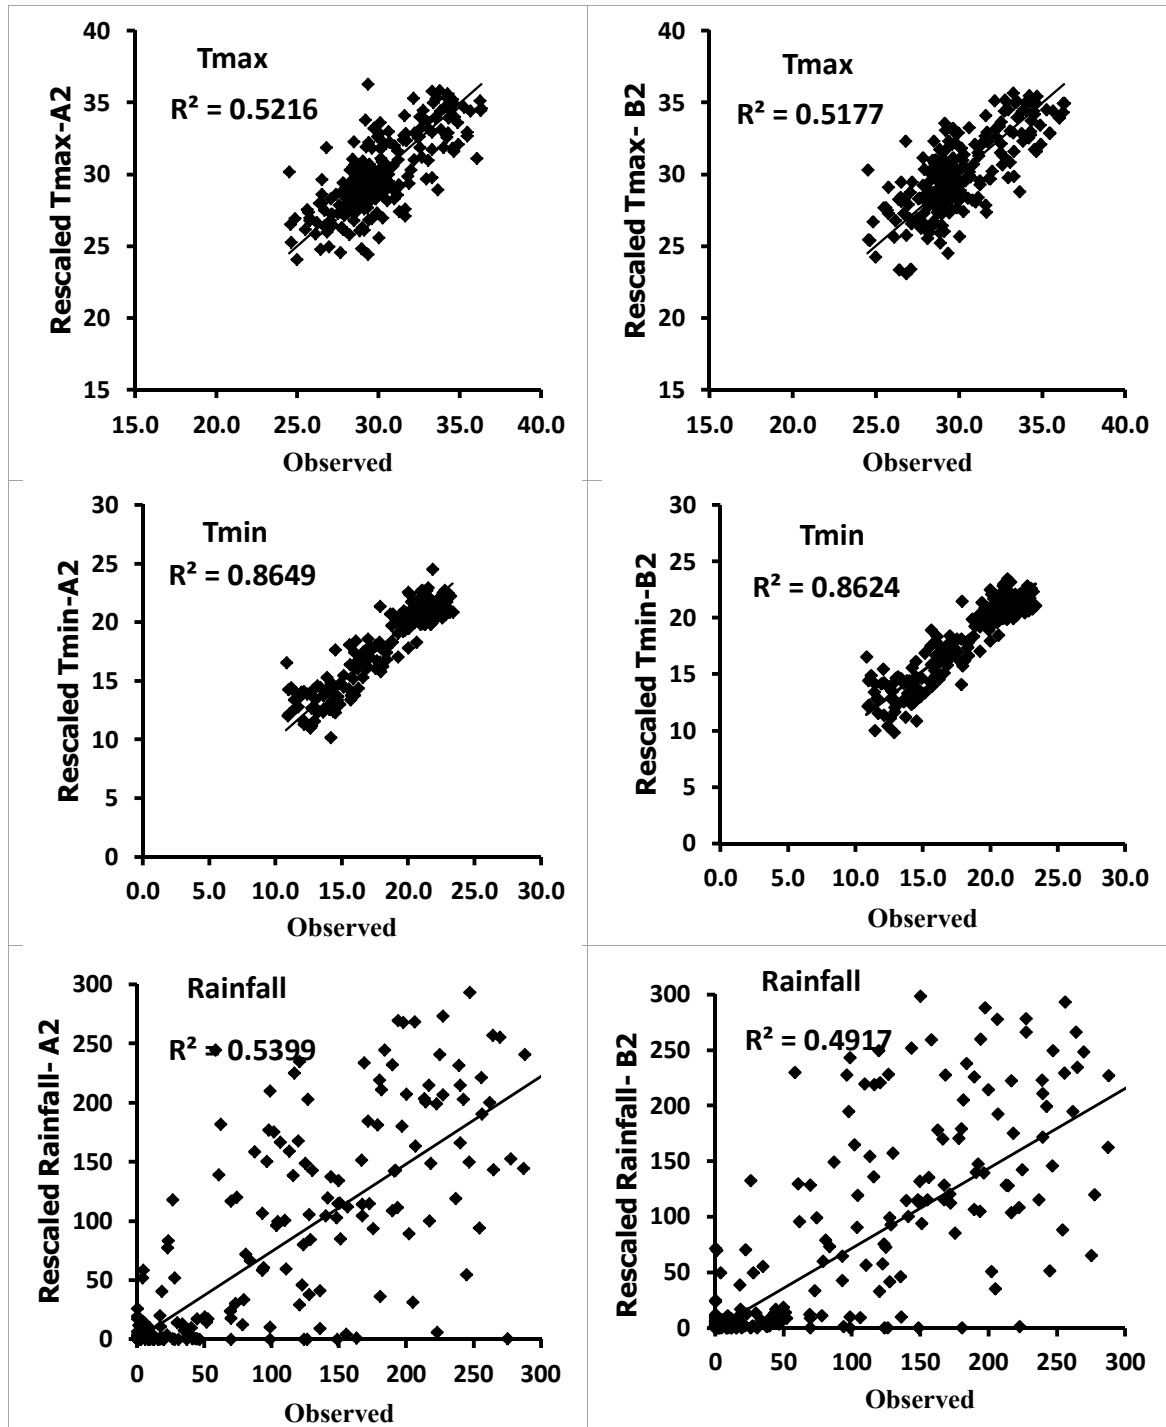 40
35
30
25
20
15
Tmax
R² = 0.5216
Rescaled Tmax-A2
15.0 20.0 25.0 30.0 35.0 40.0
Observed
40
35
30
25
20
15
Tmax
R² = 0.5177
Rescaled Tmax- B2
15.0 20.0 25.0 30.0 35.0 40.0
Observed
30
25
20
15
10
5
0
Tmin
R² = 0.8649
Rescaled Tmin-A2
0.0 5.0 10.0 15.0 20.0 25.0 30.0
Observed
30
25
20
15
10
5
0
Tmin
R² = 0.8624
Rescaled Tmin-B2
0.0 5.0 10.0 15.0 20.0 25.0 30.0
Observed
300
250
200
150
100
50
0
Rainfall
R² = 0.5399
Rescaled Rainfall- A2
0 50 100 150 200 250 300
Observed
300
250
200
150
100
50
0
Rainfall
R² = 0.4917
Rescaled Rainfall- B2
0 50 100 150 200 250 300
Observed